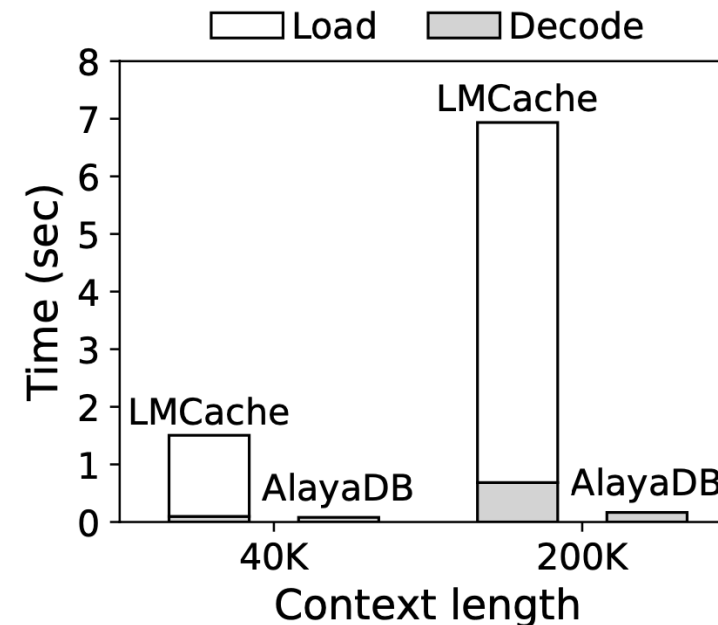 Load Decode
8
LMCache
7
6
5
4
3
2
LMCache
1
AlayaDB
AlayaDB
0
40K 200K
Time (sec)
Context length